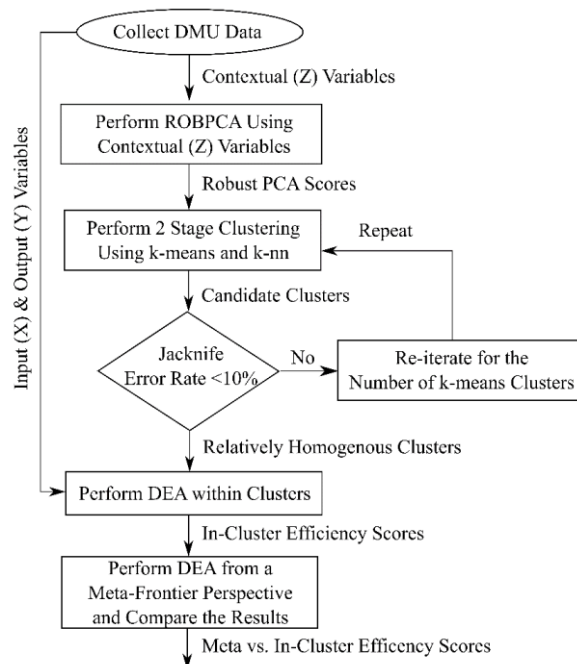 Collect DMU Data
Contextual (Z) Variables
Input (X) & Output (Y) Variables
Perform ROBPCA Using
Contextual (Z) Variables
Robust PCA Scores
Perform 2 Stage Clustering
Using k-means and k-nn
Repeat
Candidate Clusters
Jacknife
Error Rate <10%
No
Re-iterate for the
Number of k-means Clusters
Relatively Homogenous Clusters
Perform DEA within Clusters
In-Cluster Efficiency Scores
Perform DEA from a
Meta-Frontier Perspective
and Compare the Results
Meta vs. In-Cluster Efficency Scores